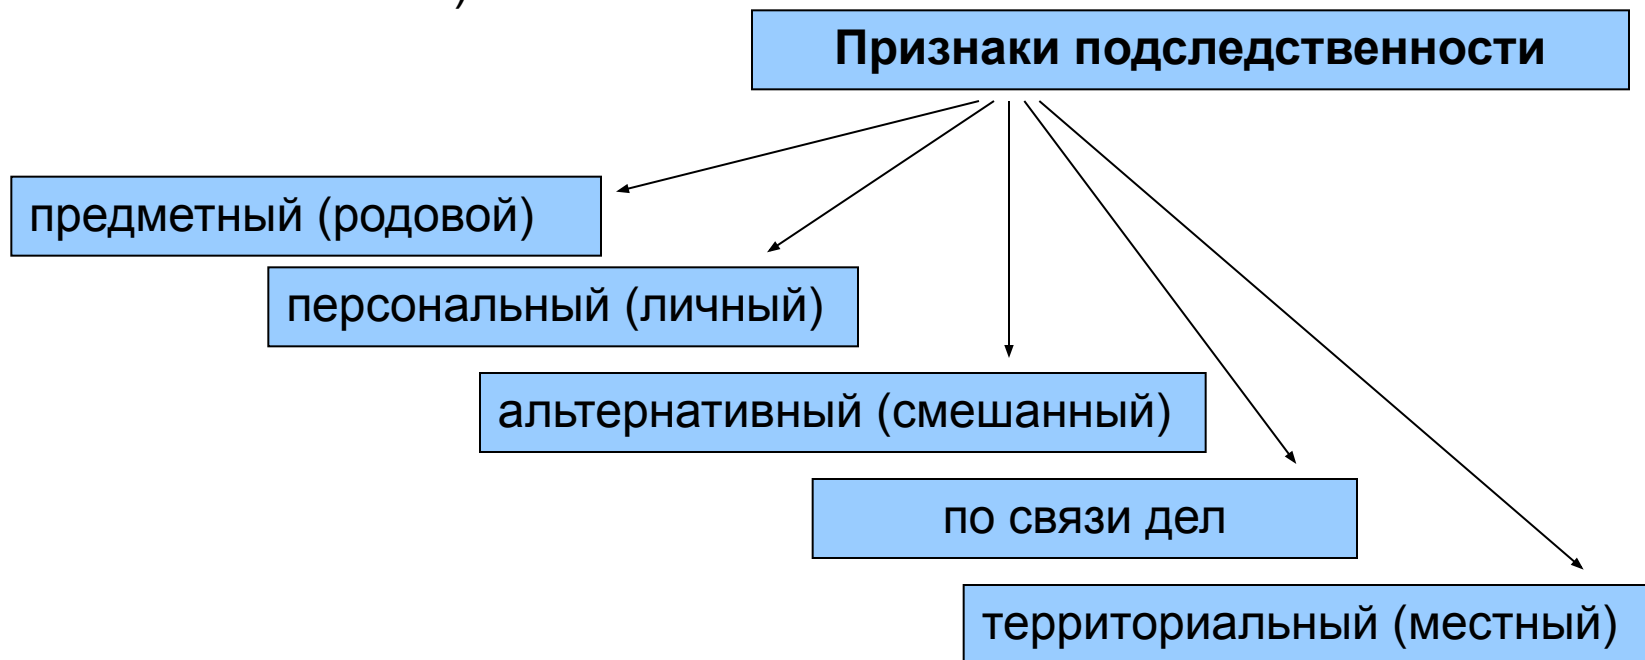 )
Признаки подследственности
предметный (родовой)
персональный (личный)
альтернативный (смешанный)
по связи дел
территориальный (местный)